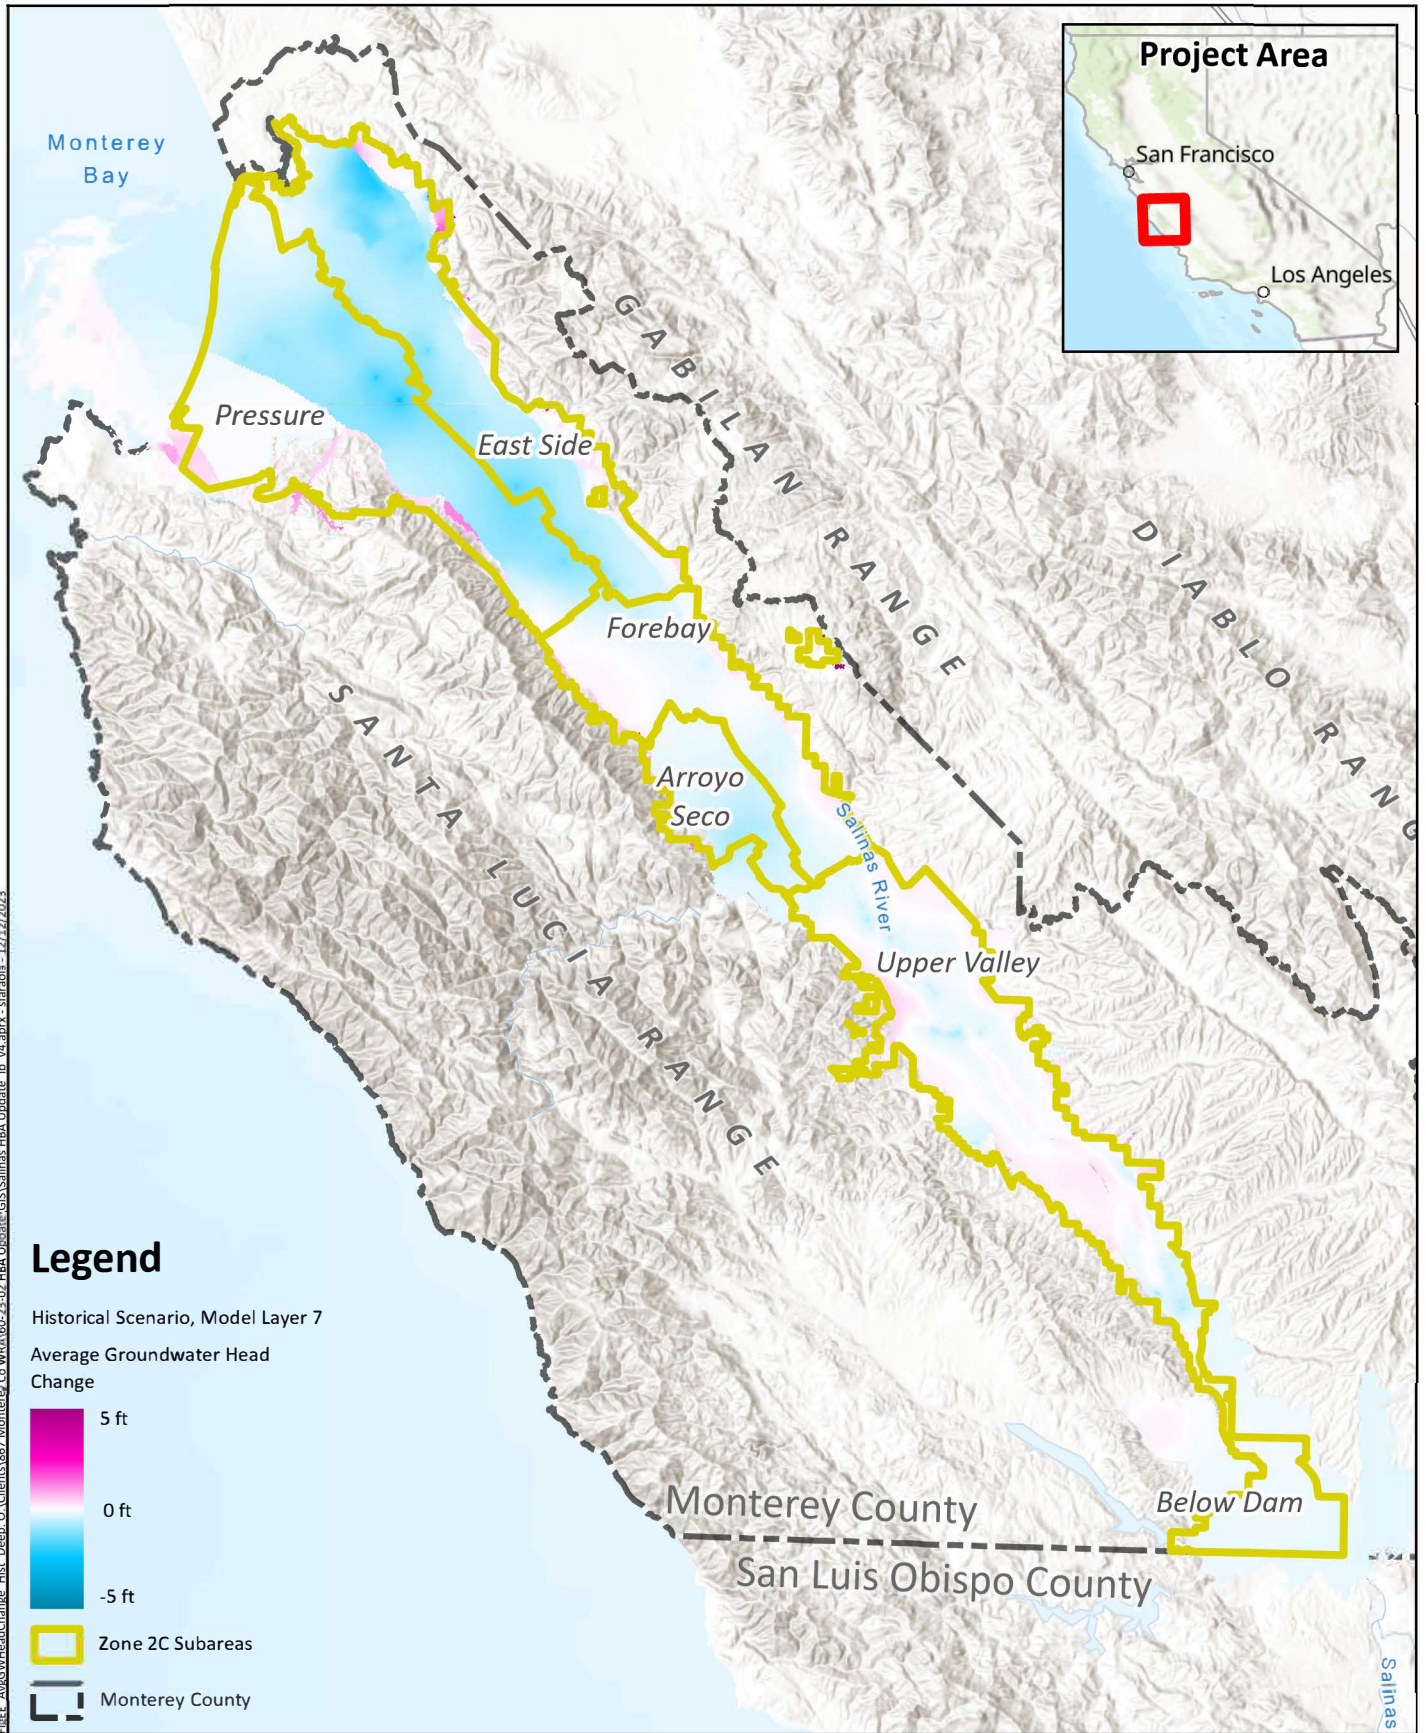 Project Area
San Francisco
Los Angeles
Monterey
Bay
GABILAN RANGE
Pressure
East Side
DIABLO RANG
Forebay
SANTA LUCIA RANGE
Arroyo
Seco
Salinas River
Upper Valley
Legend
Historical Scenario, Model Layer 7
Average Groundwater Head
Change
5 ft
0 ft
-5 ft
Zone 2C Subareas
Monterey County
Monterey County
Below Dam
San Luis Obispo County
Salinas